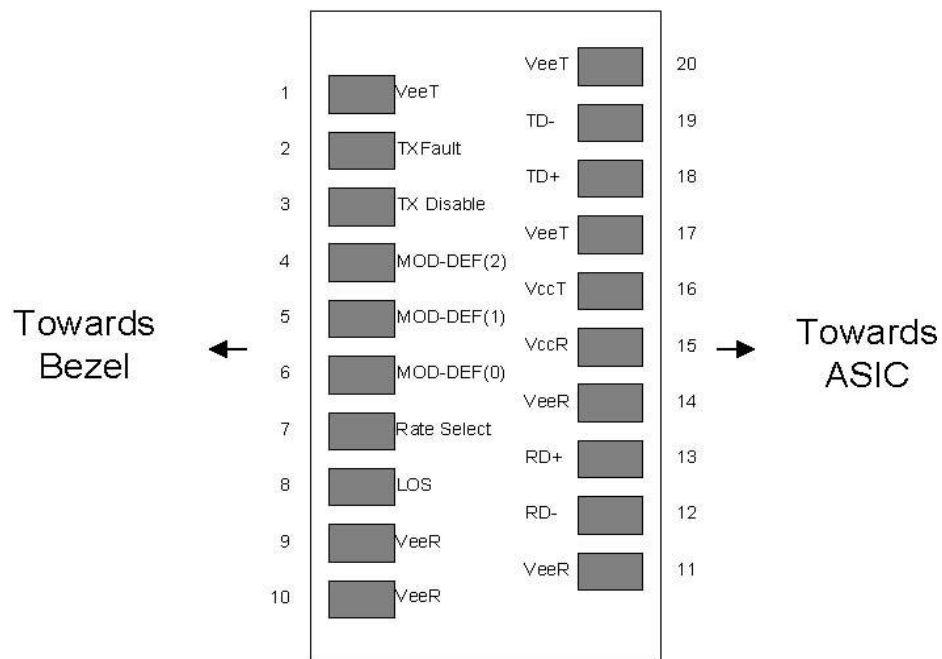 VeeT 20
1 VeeT
TD- 19
2 TXFault
TD+ 18
3 TX Disable
VeeT 17
4 MOD-DEF(2)
VccT 16
5 MOD-DEF(1)
Towards
Bezel
VccR 15
Towards
ASIC
6 MOD-DEF(0)
VeeR 14
7 Rate Select
RD+ 13
8 LOS
RD- 12
9 VeeR
VeeR 11
10 VeeR